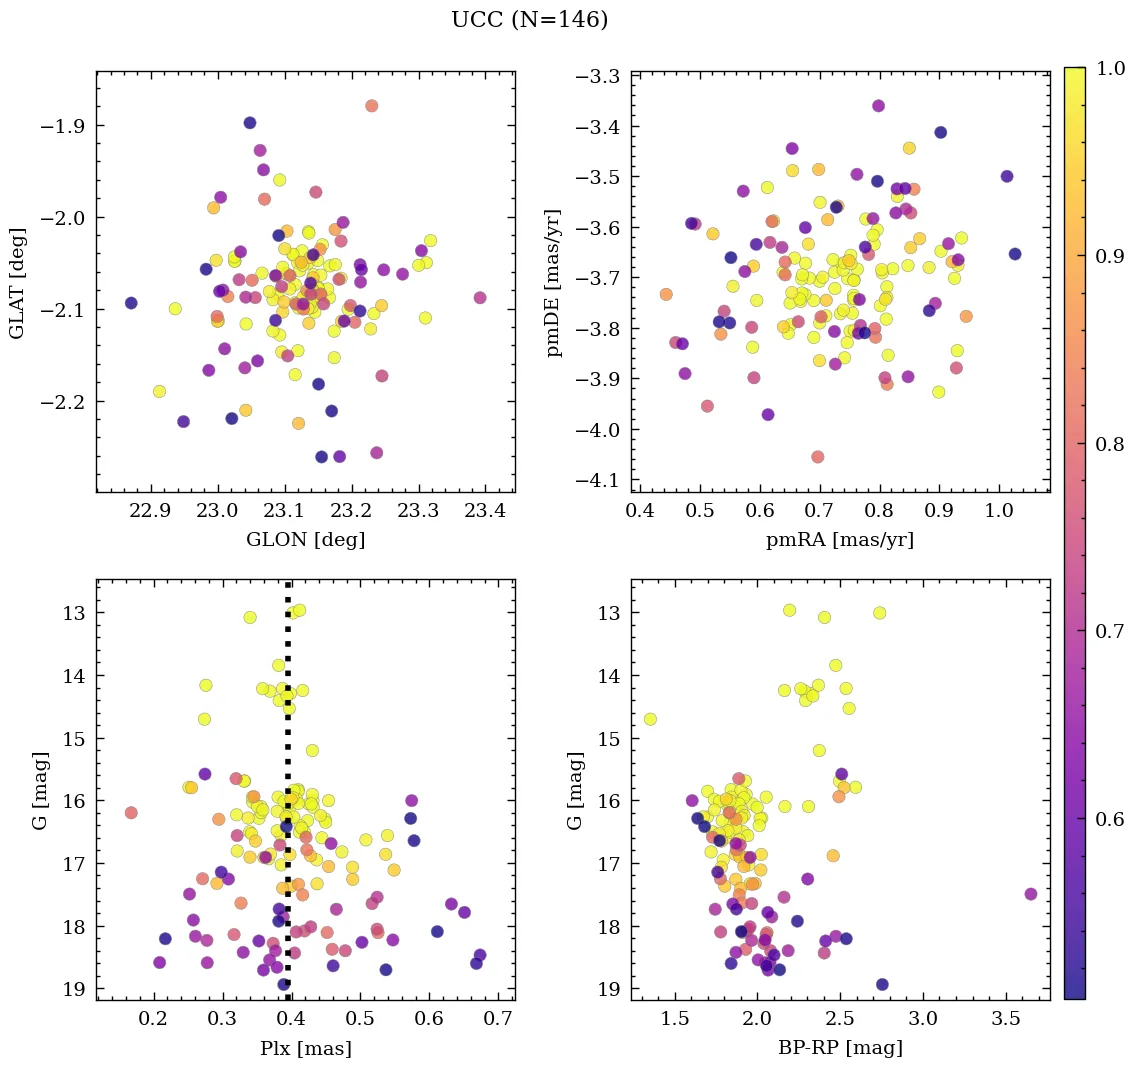 UCC (N=146)
−1.9
−2.0
−2.1
−2.2
GLAT [deg]
22.9 23.0 23.1 23.2 23.3 23.4
GLON [deg]
−3.3
−3.4
−3.5
−3.6
−3.7
−3.8
−3.9
−4.0
−4.1
pmDE [mas/yr]
0.4 0.5 0.6 0.7 0.8 0.9 1.0
pmRA [mas/yr]
1.0
0.9
0.8
0.7
0.6
13
14
15
16
17
18
19
G [mag]
0.2 0.3 0.4 0.5 0.6 0.7
Plx [mas]
13
14
15
16
17
18
19
G [mag]
1.5 2.0 2.5 3.0 3.5
BP-RP [mag]